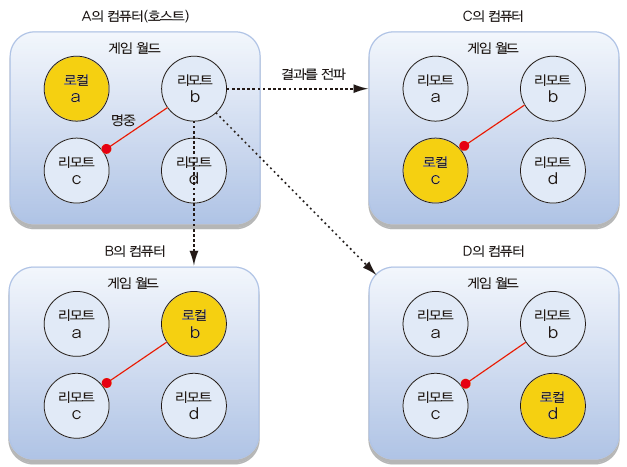 A의 컴퓨터(호스트)
게임 월드
로컬
a
리모트
b
명중
리모트
c
리모트
d
결과를 전파
C의 컴퓨터
게임 월드
리모트
a
리모트
b
로컬
c
리모트
d
B의 컴퓨터
게임 월드
리모트
a
로컬
b
리모트
c
리모트
d
D의 컴퓨터
게임 월드
리모트
a
리모트
b
리모트
c
로컬
d